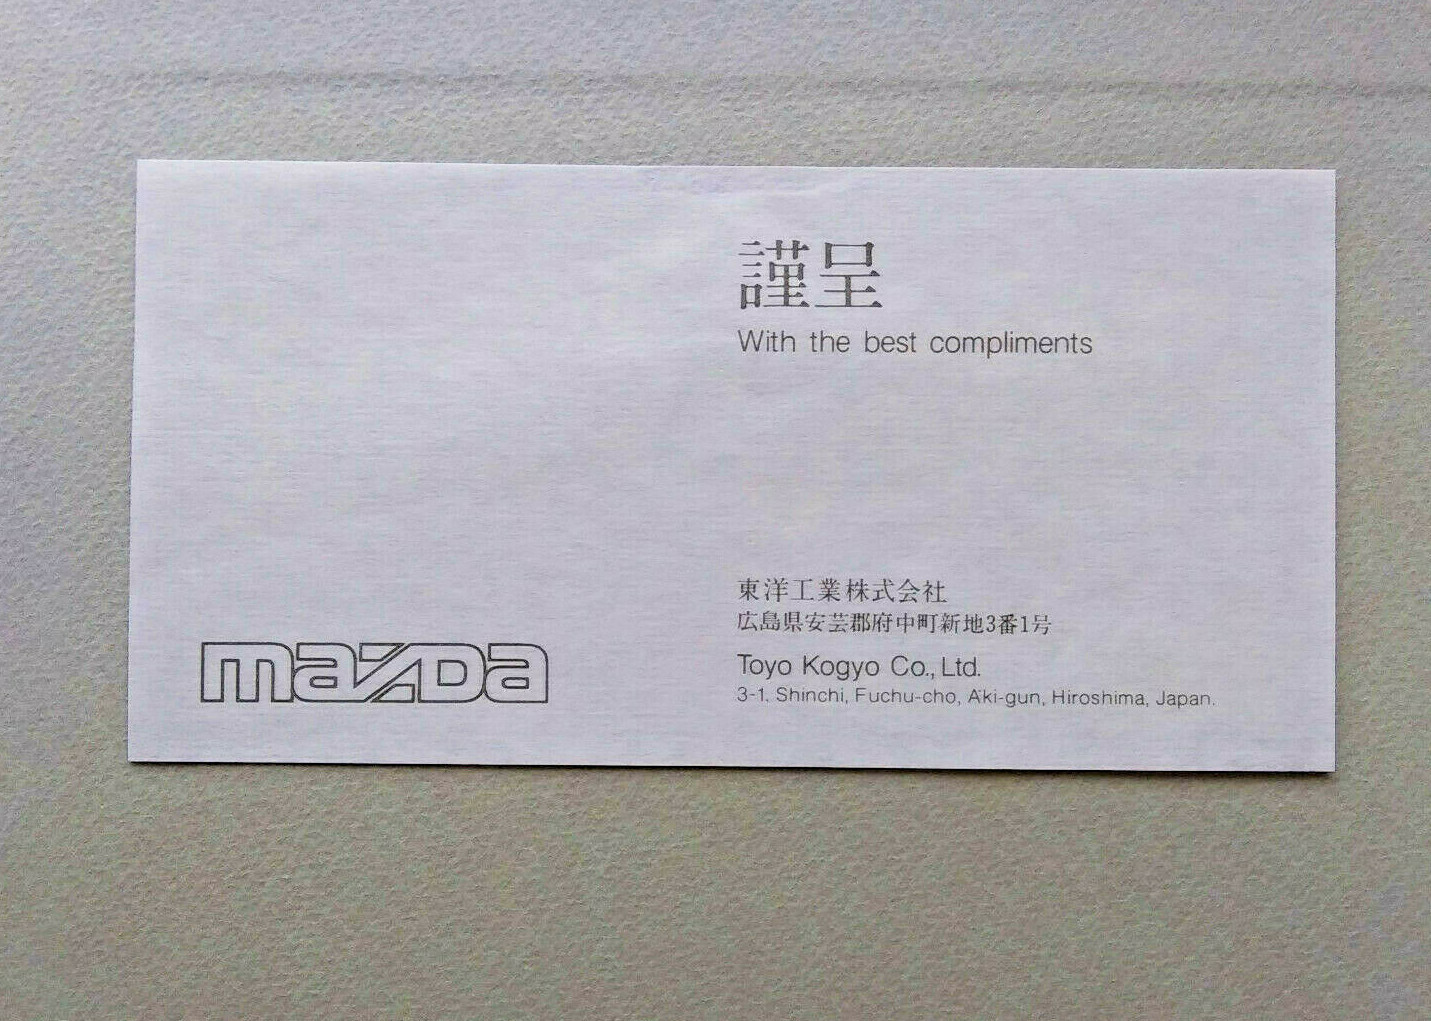 謹呈
With the best compliments
東洋工業株式会社
広島県安芸郡府中町新地3番1号
Toyo Kogyo Co., Ltd.
3-1, Shinchi, Fuchu-cho, Aki-gun, Hiroshima, Japan.
mazda